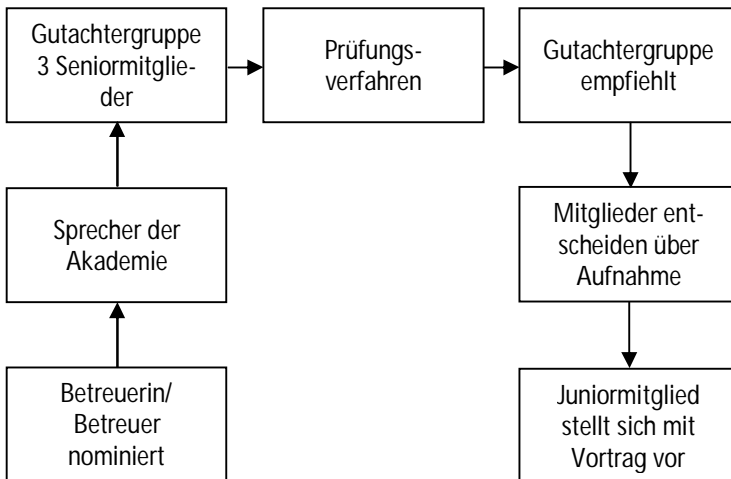 Gutachtergruppe
3 Seniormitglie-
der
Prüfungs-
verfahren
Gutachtergruppe
empfiehlt
Sprecher der
Akademie
Mitglieder ent-
scheiden über
Aufnahme
Betreuerin/
Betreuer
nominiert
Juniormitglied
stellt sich mit
Vortrag vor